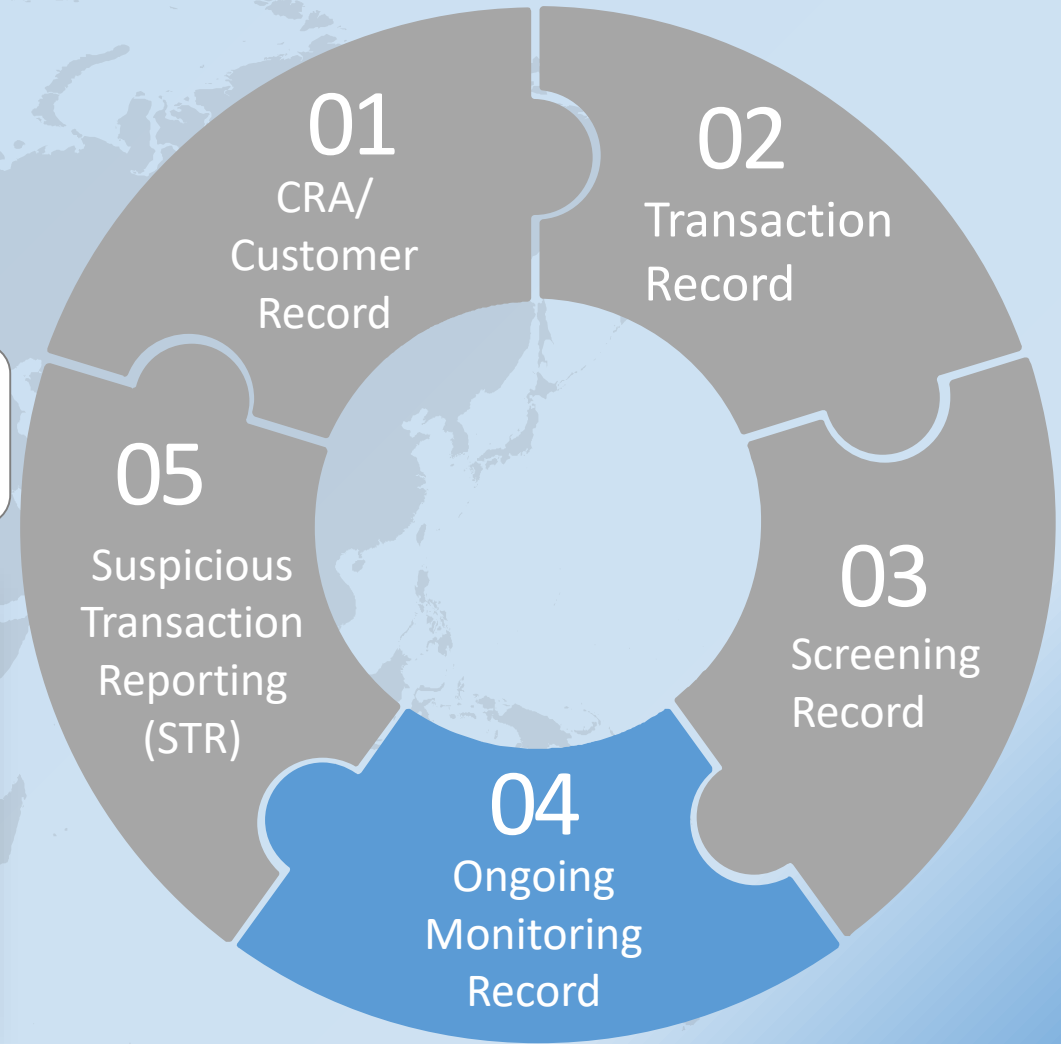 01
CRA/
Customer
Record
02
Transaction
Record
03
Screening
Record
04
Ongoing
Monitoring
Record
05
Suspicious
Transaction
Reporting
(STR)